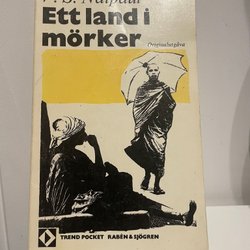 V. S. Naipaul
Ett land i
mörker
Originalutgåva
TREND POCKET RABÉN & SJÖGREN